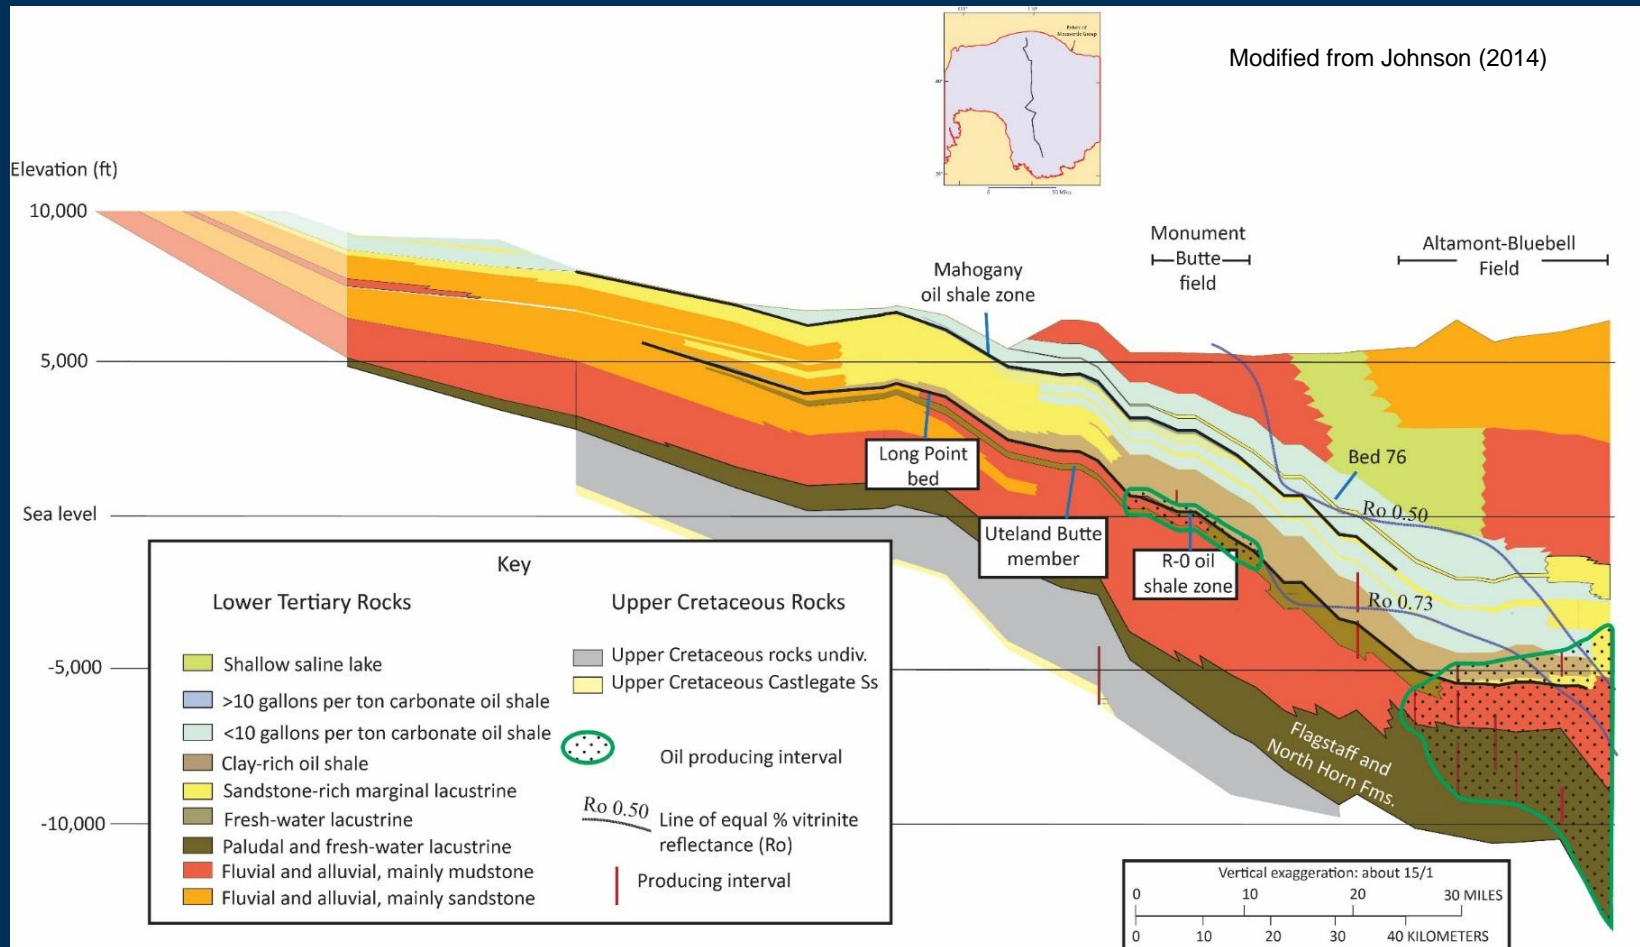 Modified from Johnson (2014)
Extent of
Mesaverde Group
50 Miles
0
Elevation (ft)
10,000
5,000
Sea level
-5,000
-10,000
Mahogany
oil shale zone
Monument
Butte
field
Altamont-Bluebell
Field
Long Point
bed
Uteland Butte
member
R-0 oil
shale zone
Bed 76
Ro 0.50
Ro 0.73
Flagstaff and
North Horn Fms.
Key
Lower Tertiary Rocks
Shallow saline lake
>10 gallons per ton carbonate oil shale
<10 gallons per ton carbonate oil shale
Clay-rich oil shale
Sandstone-rich marginal lacustrine
Fresh-water lacustrine
Paludal and fresh-water lacustrine
Fluvial and alluvial, mainly mudstone
Fluvial and alluvial, mainly sandstone
Upper Cretaceous Rocks
Upper Cretaceous rocks undiv.
Upper Cretaceous Castlegate Ss
Oil producing interval
Ro 0.50
Line of equal % vitrinite
reflectance (Ro)
Producing interval
Vertical exaggeration: about 15/1
0 10 20 30 MILES
0 10 20 30 40 KILOMETERS